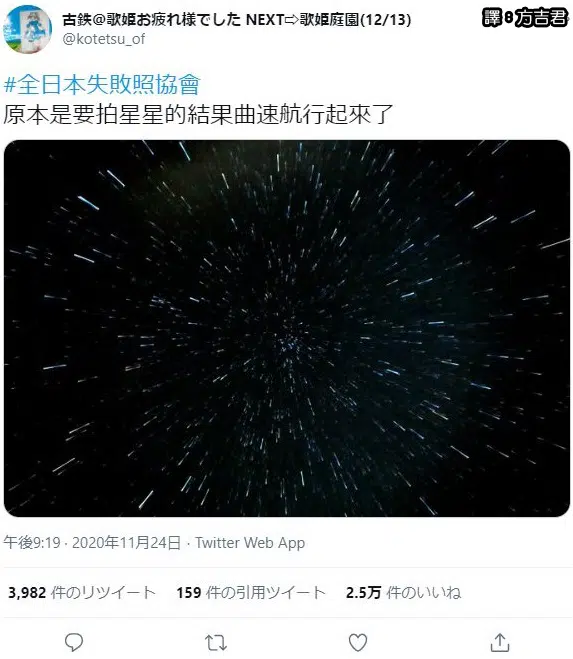 古鉄@歌姫お疲れ様でした NEXT⇨歌姫庭園(12/13)
譯:方吉君
@kotetsu_of
#全日本失敗照協會
原本是要拍星星的結果曲速航行起來了
午後9:19 · 2020年11月24日 · Twitter Web App
3,982 件のリツイート 159 件の引用ツイート 2.5万 件のいいね